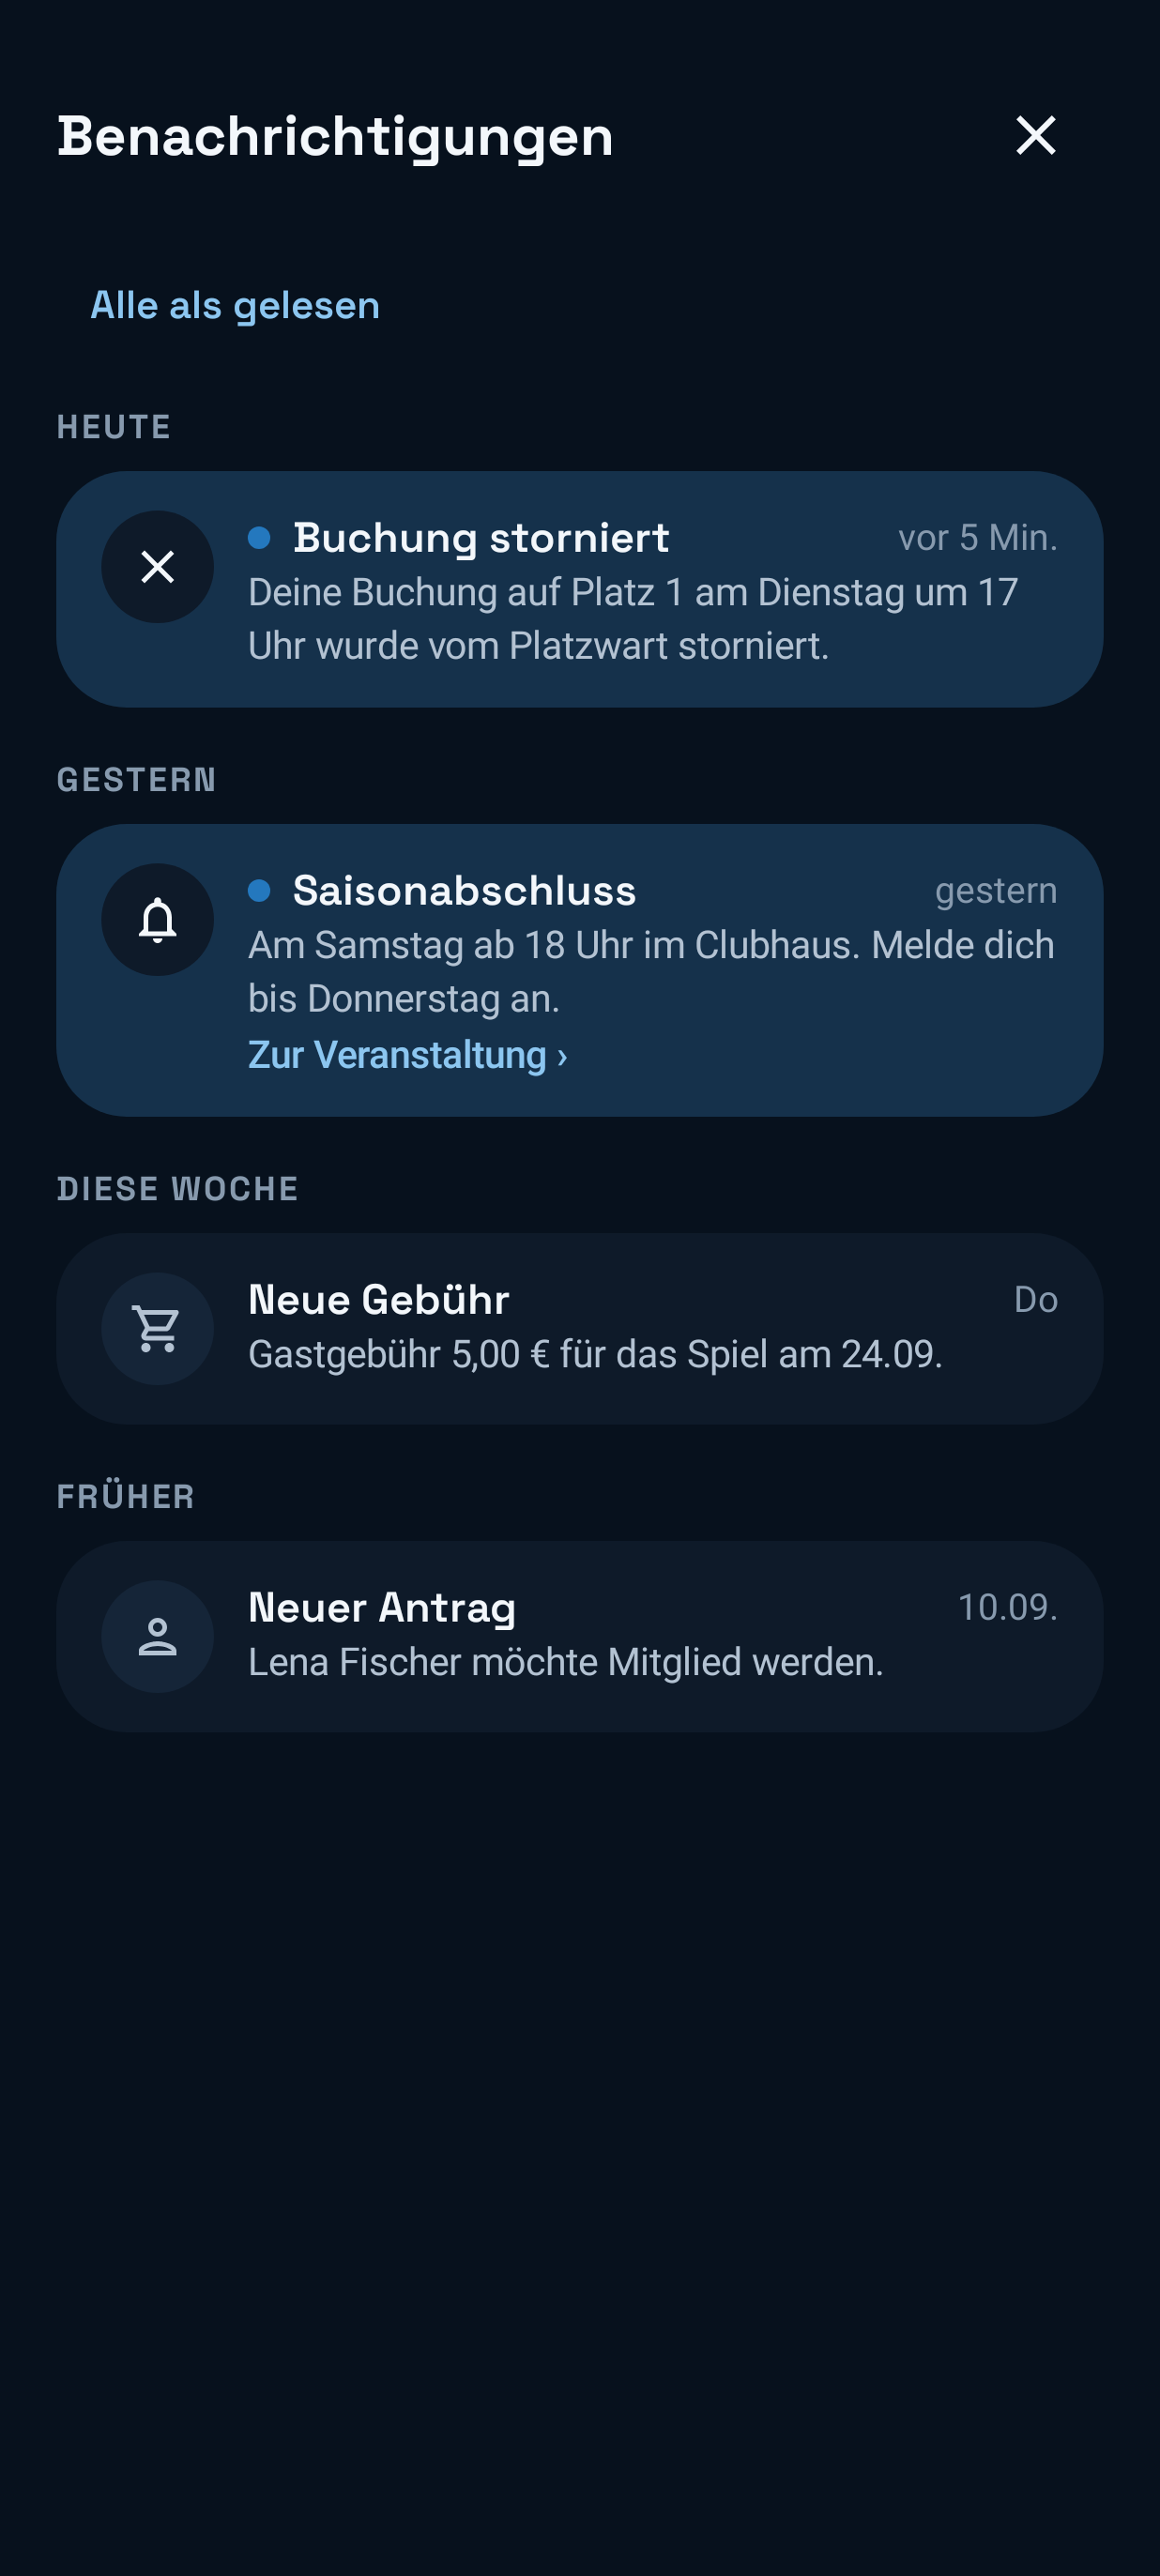 Benachrichtigungen
Alle als gelesen
HEUTE
Buchung storniert vor 5 Min.
Deine Buchung auf Platz 1 am Dienstag um 17
Uhr wurde vom Platzwart storniert.
GESTERN
Saisonabschluss gestern
Am Samstag ab 18 Uhr im Clubhaus. Melde dich
bis Donnerstag an.
Zur Veranstaltung ›
DIESE WOCHE
Neue Gebühr Do
Gastgebühr 5,00 € für das Spiel am 24.09.
FRÜHER
Neuer Antrag 10.09.
Lena Fischer möchte Mitglied werden.